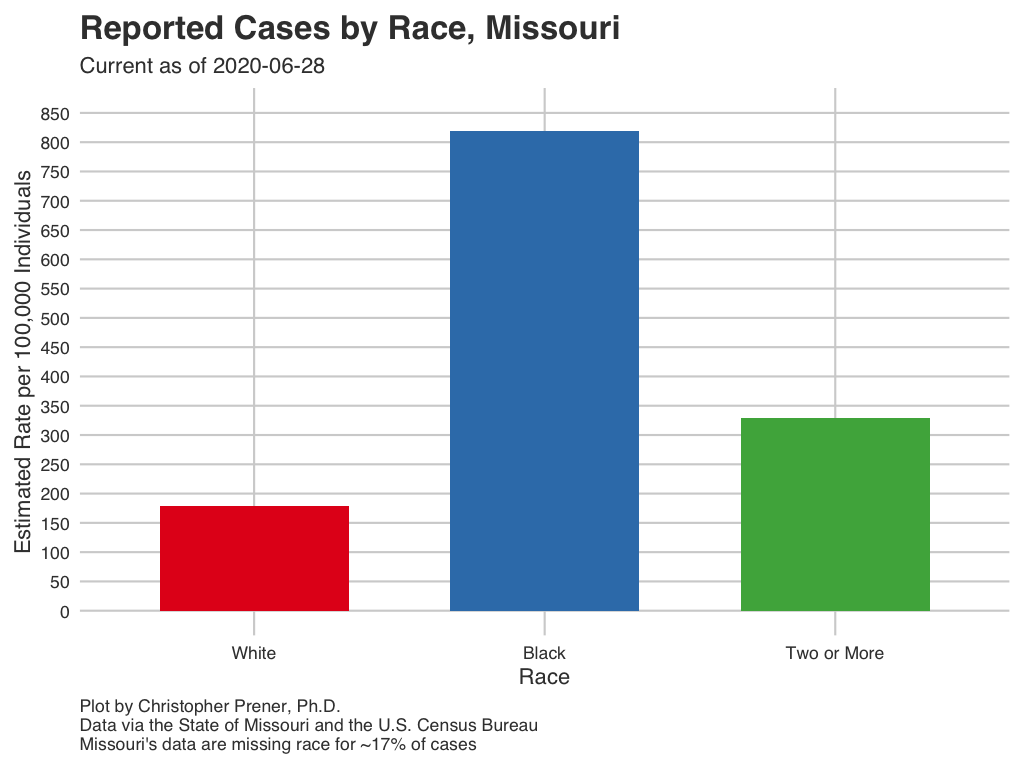 Reported Cases by Race, Missouri
Current as of 2020-06-28
Estimated Rate per 100,000 Individuals
850
800
750
700
650
600
550
500
450
400
350
300
250
200
150
100
50
0
White Black Two or More
Race
Plot by Christopher Prener, Ph.D.
Data via the State of Missouri and the U.S. Census Bureau
Missouri's data are missing race for ~17% of cases